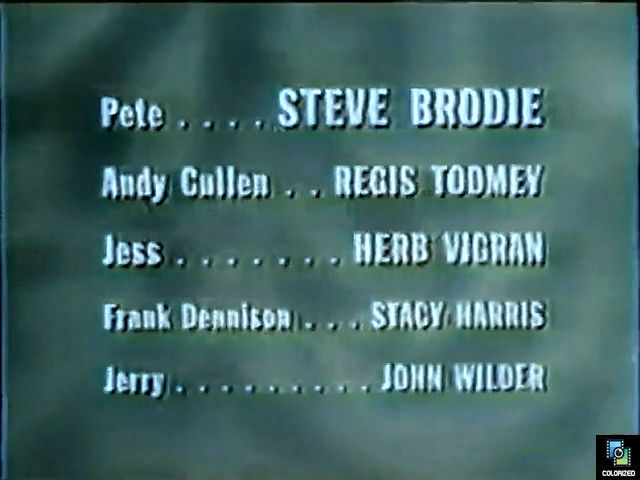 Pete . . . . STEVE BRODIE
Andy Cullen . . REGIS TOOMEY
Jess . . . . . . . HERB VIGRAN
Frank Dennison . . . STACY HARRIS
Jerry . . . . . . . . . JOHN WILDER
COLORIZED